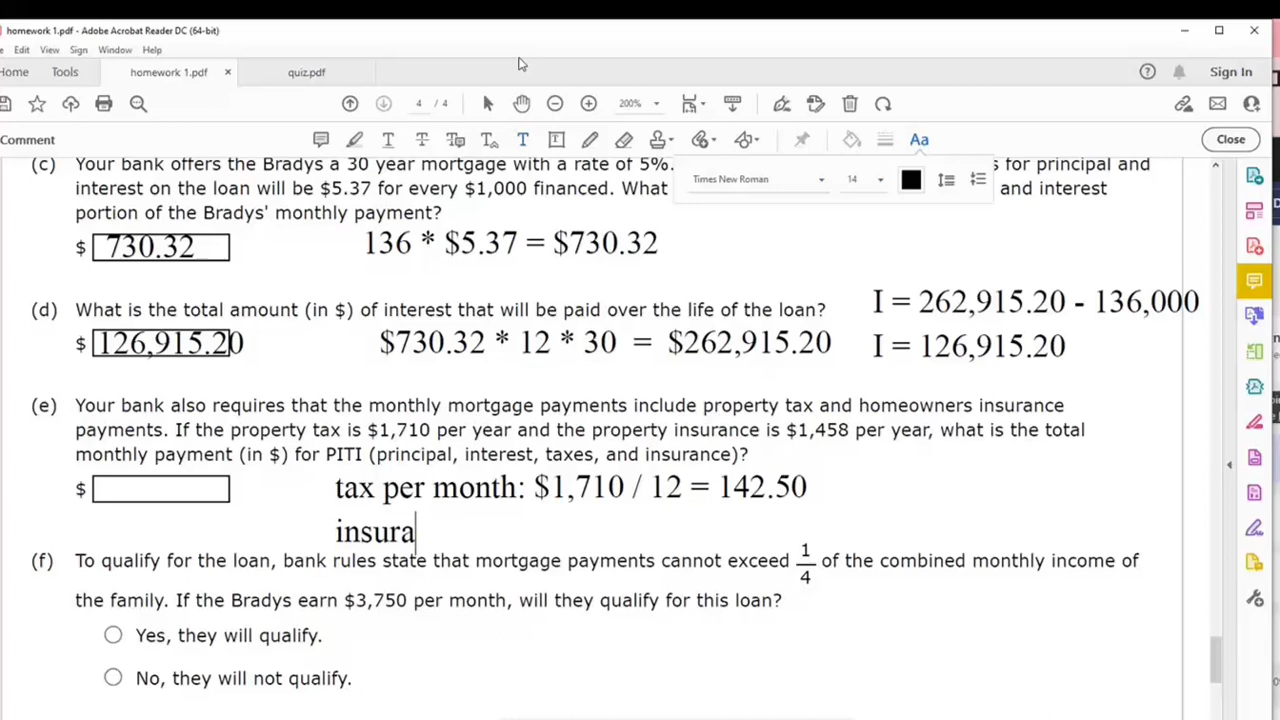 homework 1.pdf - Adobe Acrobat Reader DC (64-bit)
Edit View Sign Window Help
Home Tools homework 1.pdf × quiz.pdf Sign In
4 / 4 200%
Comment Aa Close
Times New Roman 14
(c) Your bank offers the Bradys a 30 year mortgage with a rate of 5%. s for principal and
interest on the loan will be $5.37 for every $1,000 financed. What and interest
portion of the Bradys' monthly payment?
$ 730.32 136 * $5.37 = $730.32
(d) What is the total amount (in $) of interest that will be paid over the life of the loan? I = 262,915.20 - 136,000
$ 126,915.20 $730.32 * 12 * 30 = $262,915.20 I = 126,915.20
(e) Your bank also requires that the monthly mortgage payments include property tax and homeowners insurance
payments. If the property tax is $1,710 per year and the property insurance is $1,458 per year, what is the total
monthly payment (in $) for PITI (principal, interest, taxes, and insurance)?
$ tax per month: $1,710 / 12 = 142.50
insura
(f) To qualify for the loan, bank rules state that mortgage payments cannot exceed 1/4 of the combined monthly income of
the family. If the Bradys earn $3,750 per month, will they qualify for this loan?
Yes, they will qualify.
No, they will not qualify.